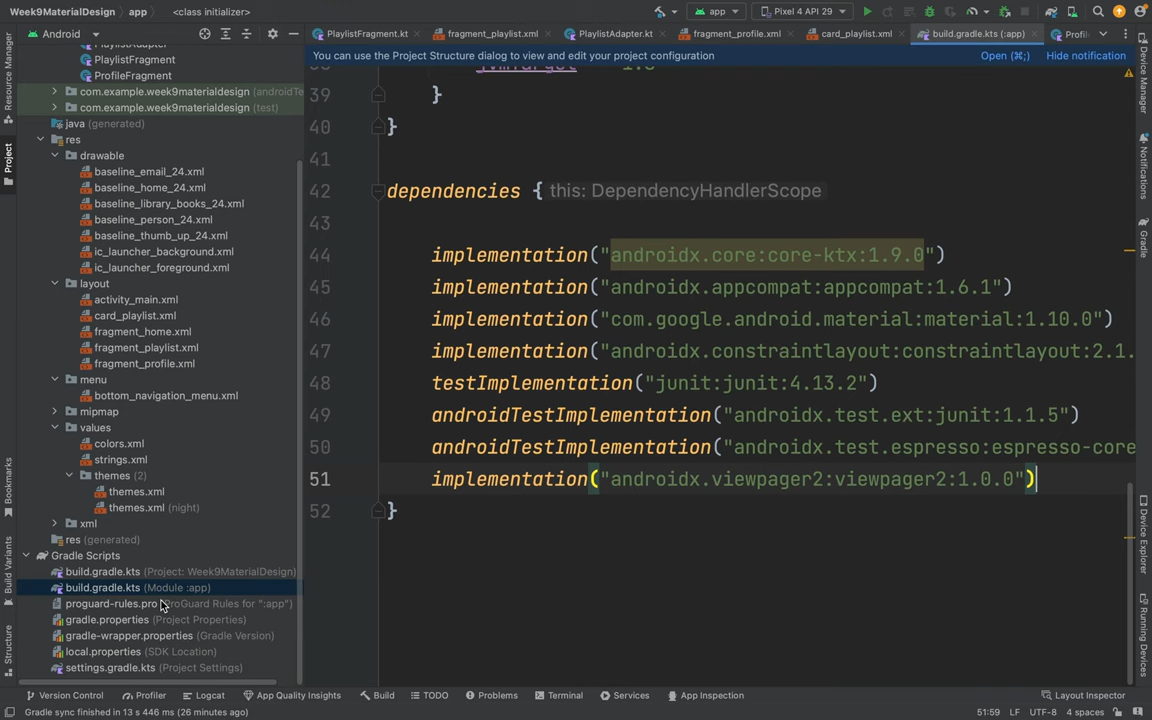 Week9MaterialDesign
app
<class initializer>
app
Pixel 4 API 29
Android
PlaylistFragment.kt
fragment_playlist.xml
PlaylistAdapter.kt
fragment_profile.xml
card_playlist.xml
build.gradle.kts (:app)
You can use the Project Structure dialog to view and edit your project configuration
Open (⌘;)
Hide notification
Resource Manager
Project
Bookmarks
Build Variants
Structure
PlaylistFragment
ProfileFragment
com.example.week9materialdesign
com.example.week9materialdesign (test)
java (generated)
res
drawable
baseline_email_24.xml
baseline_home_24.xml
baseline_library_books_24.xml
baseline_person_24.xml
baseline_thumb_up_24.xml
ic_launcher_background.xml
ic_launcher_foreground.xml
layout
activity_main.xml
card_playlist.xml
fragment_home.xml
fragment_playlist.xml
fragment_profile.xml
menu
bottom_navigation_menu.xml
mipmap
values
colors.xml
strings.xml
themes (2)
themes.xml
themes.xml (night)
xml
res (generated)
Gradle Scripts
build.gradle.kts (Project: Week9MaterialDesign)
build.gradle.kts (Module :app)
proguard-rules.pro ProGuard Rules for ":app")
gradle.properties (Project Properties)
gradle-wrapper.properties (Gradle Version)
local.properties (SDK Location)
settings.gradle.kts (Project Settings)
39 }
40 }
41
42 dependencies { this: DependencyHandlerScope
43
44 implementation("androidx.core:core-ktx:1.9.0")
45 implementation("androidx.appcompat:appcompat:1.6.1")
46 implementation("com.google.android.material:material:1.10.0")
47 implementation("androidx.constraintlayout:constraintlayout:2.1.
48 testImplementation("junit:junit:4.13.2")
49 androidTestImplementation("androidx.test.ext:junit:1.1.5")
50 androidTestImplementation("androidx.test.espresso:espresso-core
51 implementation("androidx.viewpager2:viewpager2:1.0.0")
52 }
Device Manager
Notifications
Gradle
Device Explorer
Running Devices
Version Control
Profiler
Logcat
App Quality Insights
Build
TODO
Problems
Terminal
Services
App Inspection
Layout Inspector
Gradle sync finished in 13 s 446 ms (26 minutes ago)
51:59
LF
UTF-8
4 spaces